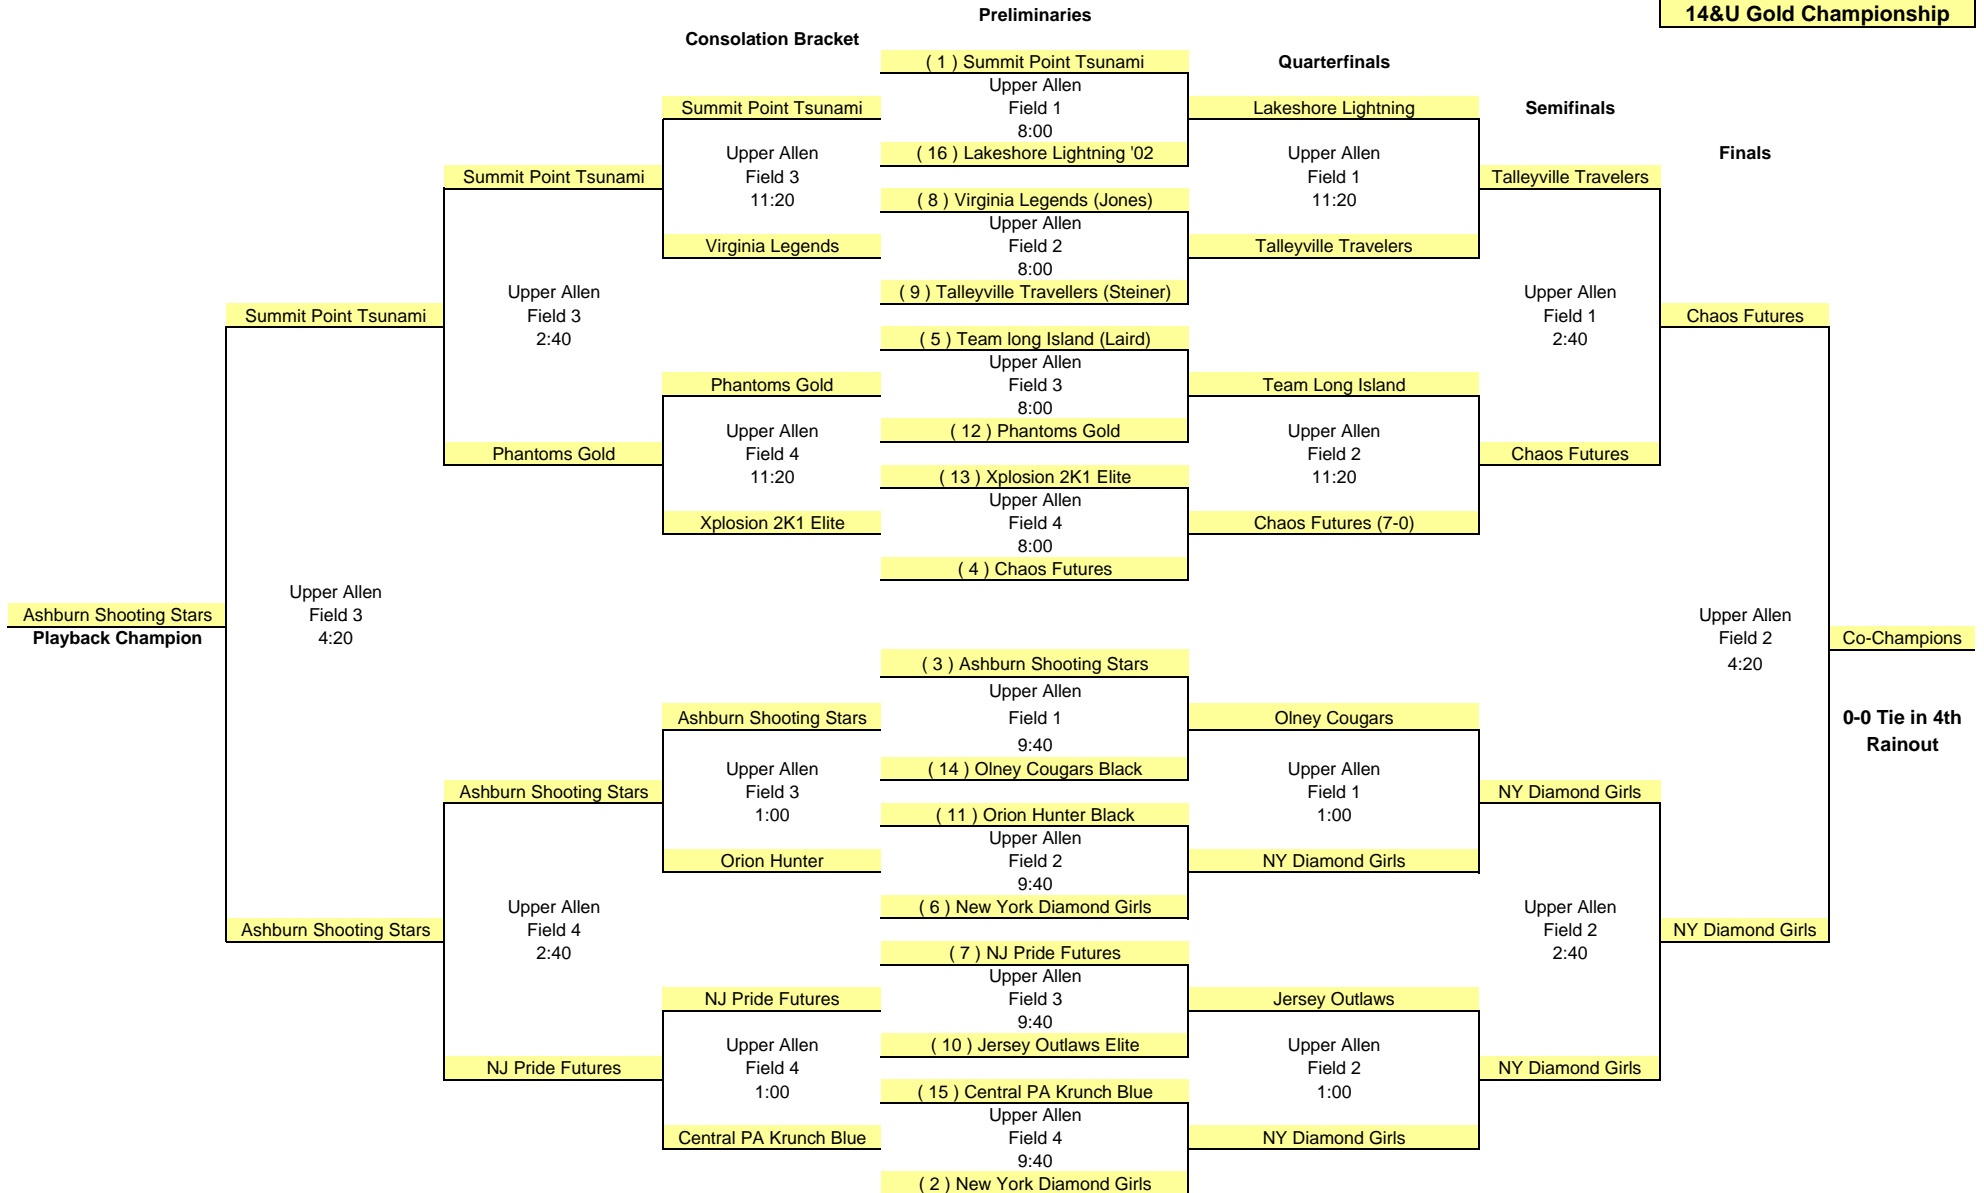 Preliminaries
14&U Gold Championship
Consolation Bracket
( 1 ) Summit Point Tsunami
Quarterfinals
Upper Allen
Summit Point Tsunami
Field 1
Lakeshore Lightning
Semifinals
8:00
Upper Allen
( 16 ) Lakeshore Lightning '02
Upper Allen
Finals
Summit Point Tsunami
Field 3
Field 1
Talleyville Travelers
11:20
( 8 ) Virginia Legends (Jones)
11:20
Upper Allen
Virginia Legends
Field 2
Talleyville Travelers
8:00
Upper Allen
( 9 ) Talleyville Travellers (Steiner)
Upper Allen
Summit Point Tsunami
Field 3
Field 1
Chaos Futures
2:40
( 5 ) Team long Island (Laird)
2:40
Upper Allen
Phantoms Gold
Field 3
Team Long Island
8:00
Upper Allen
( 12 ) Phantoms Gold
Upper Allen
Phantoms Gold
Field 4
Field 2
Chaos Futures
11:20
( 13 ) Xplosion 2K1 Elite
11:20
Upper Allen
Xplosion 2K1 Elite
Field 4
Chaos Futures (7-0)
8:00
( 4 ) Chaos Futures
Upper Allen
Ashburn Shooting Stars
Field 3
Upper Allen
Playback Champion
4:20
Field 2
Co-Champions
( 3 ) Ashburn Shooting Stars
4:20
Upper Allen
Ashburn Shooting Stars
Field 1
Olney Cougars
0-0 Tie in 4th
9:40
Rainout
Upper Allen
( 14 ) Olney Cougars Black
Upper Allen
Ashburn Shooting Stars
Field 3
Field 1
NY Diamond Girls
1:00
( 11 ) Orion Hunter Black
1:00
Upper Allen
Orion Hunter
Field 2
NY Diamond Girls
9:40
Upper Allen
( 6 ) New York Diamond Girls
Upper Allen
Ashburn Shooting Stars
Field 4
Field 2
NY Diamond Girls
2:40
( 7 ) NJ Pride Futures
2:40
Upper Allen
NJ Pride Futures
Field 3
Jersey Outlaws
9:40
Upper Allen
( 10 ) Jersey Outlaws Elite
Upper Allen
NJ Pride Futures
Field 4
Field 2
NY Diamond Girls
1:00
( 15 ) Central PA Krunch Blue
1:00
Upper Allen
Central PA Krunch Blue
Field 4
NY Diamond Girls
9:40
( 2 ) New York Diamond Girls